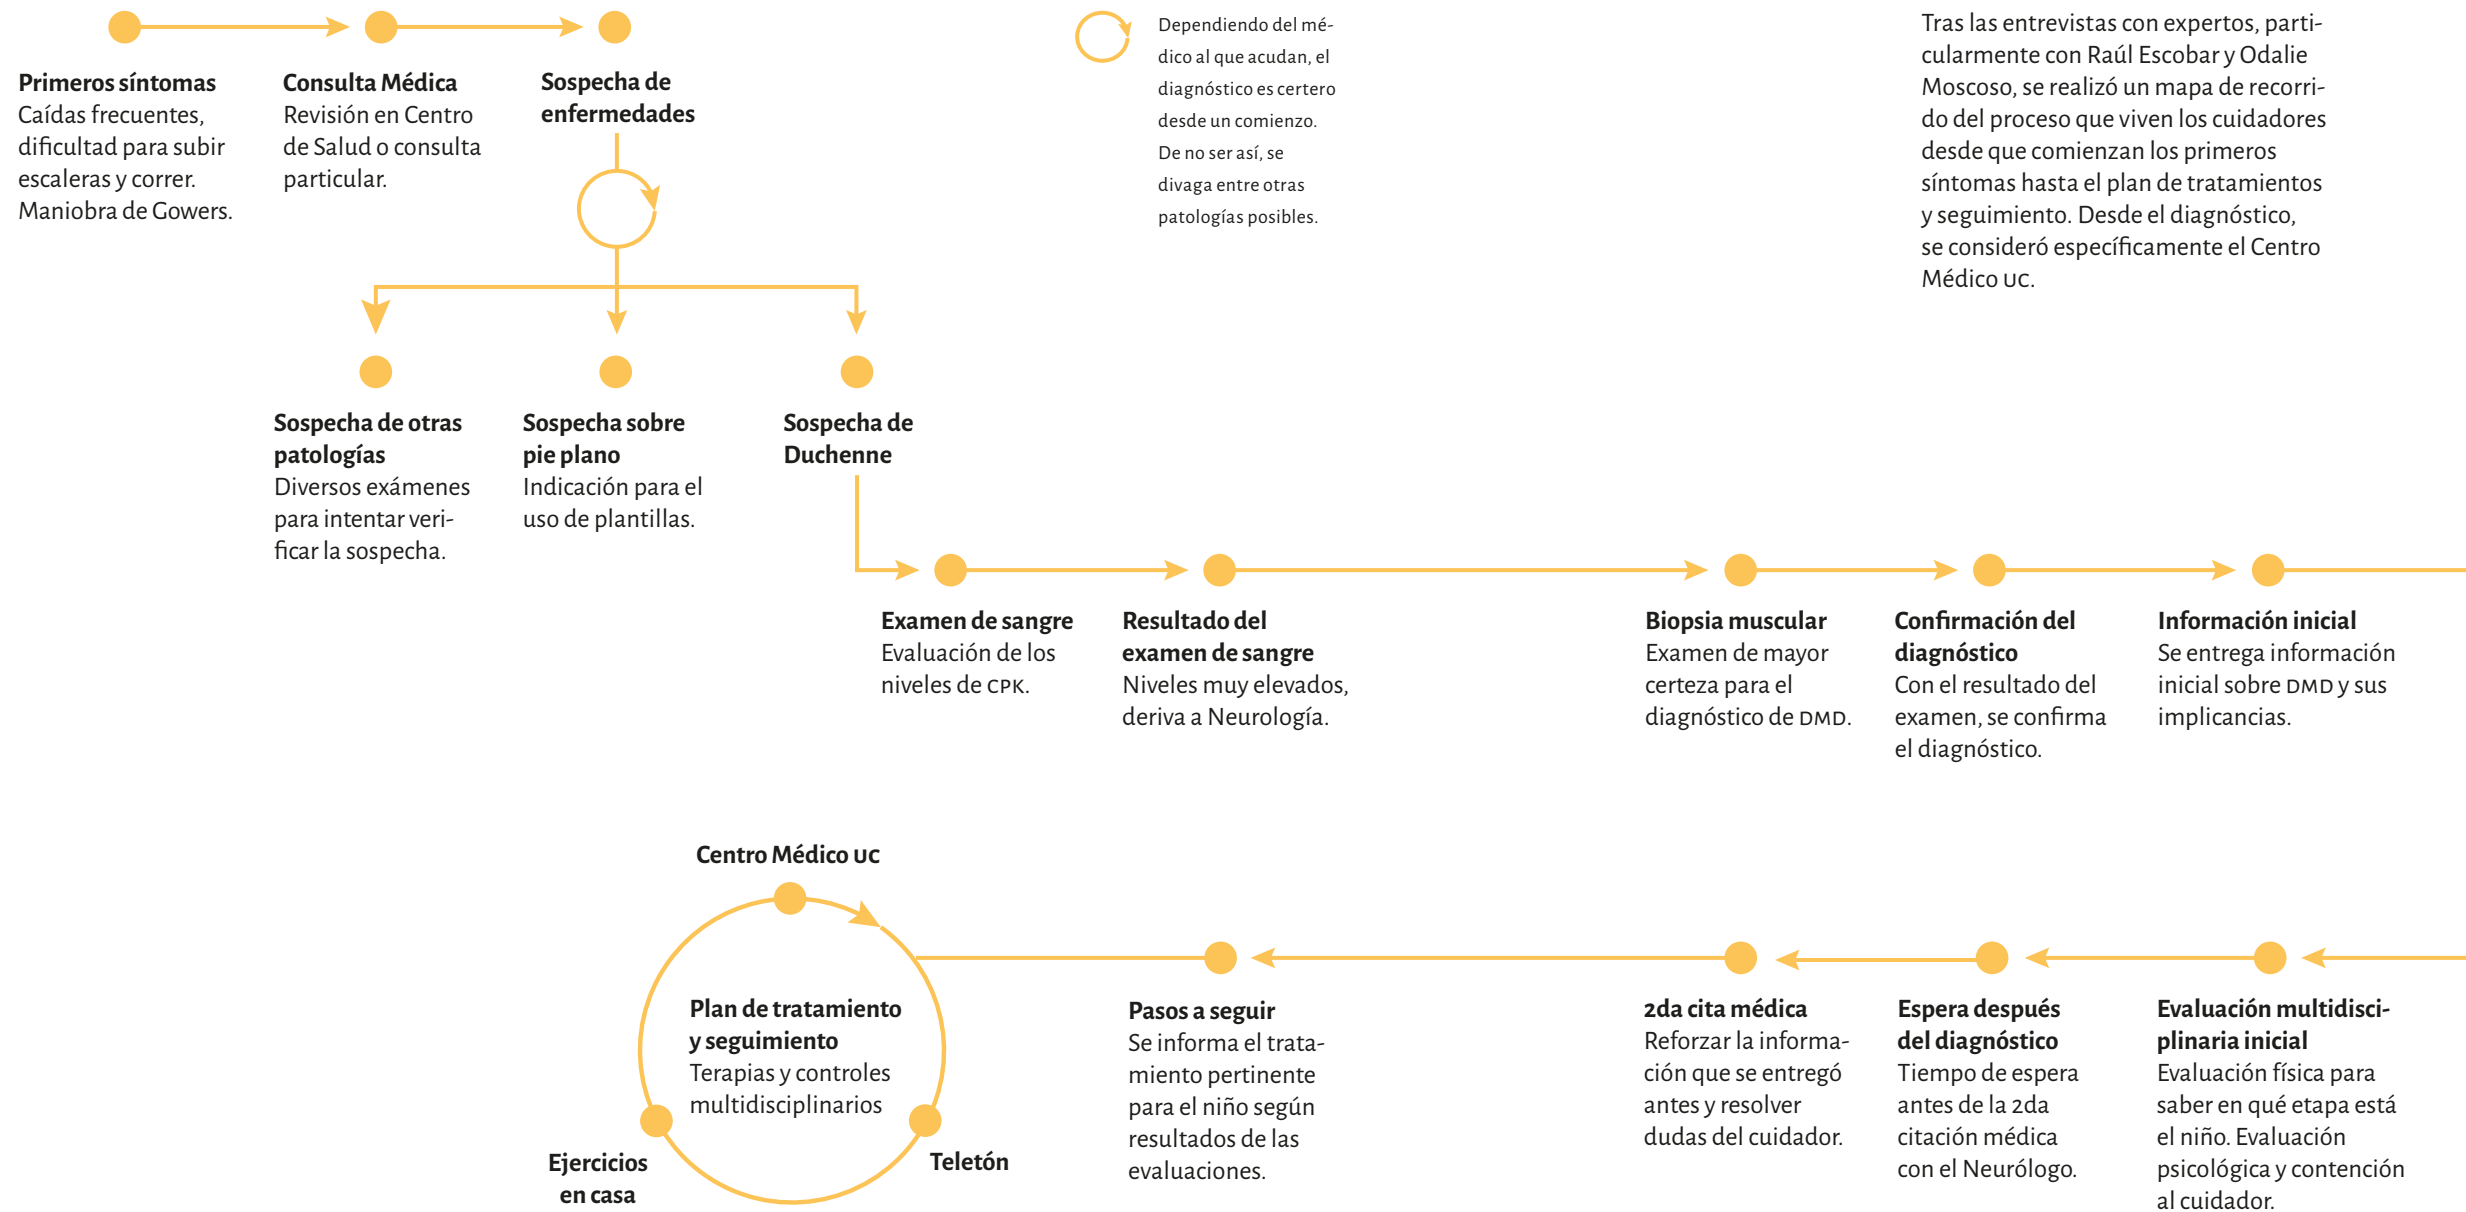 Primeros síntomas
Caídas frecuentes,
dificultad para subir
escaleras y correr.
Maniobra de Gowers.
Consulta Médica
Revisión en Centro
de Salud o consulta
particular.
Sospecha de
enfermedades
Dependiendo del mé-
dico al que acudan, el
diagnóstico es certero
desde un comienzo.
De no ser así, se
divaga entre otras
patologías posibles.
Tras las entrevistas con expertos, parti-
cularmente con Raúl Escobar y Odalie
Moscoso, se realizó un mapa de recorri-
do del proceso que viven los cuidadores
desde que comienzan los primeros
síntomas hasta el plan de tratamientos
y seguimiento. Desde el diagnóstico,
se consideró específicamente el Centro
Médico UC.
Sospecha de otras
patologías
Diversos exámenes
para intentar veri-
ficar la sospecha.
Sospecha sobre
pie plano
Indicación para el
uso de plantillas.
Sospecha de
Duchenne
Examen de sangre
Evaluación de los
niveles de CPK.
Resultado del
examen de sangre
Niveles muy elevados,
deriva a Neurología.
Biopsia muscular
Examen de mayor
certeza para el
diagnóstico de DMD.
Confirmación del
diagnóstico
Con el resultado del
examen, se confirma
el diagnóstico.
Información inicial
Se entrega información
inicial sobre DMD y sus
implicancias.
Evaluación multidisci-
plinaria inicial
Evaluación física para
saber en qué etapa está
el niño. Evaluación
psicológica y contención
al cuidador.
Espera después
del diagnóstico
Tiempo de espera
antes de la 2da
citación médica
con el Neurólogo.
2da cita médica
Reforzar la informa-
ción que se entregó
antes y resolver
dudas del cuidador.
Pasos a seguir
Se informa el trata-
miento pertinente
para el niño según
resultados de las
evaluaciones.
Centro Médico UC
Plan de tratamiento
y seguimiento
Terapias y controles
multidisciplinarios
Teletón
Ejercicios
en casa